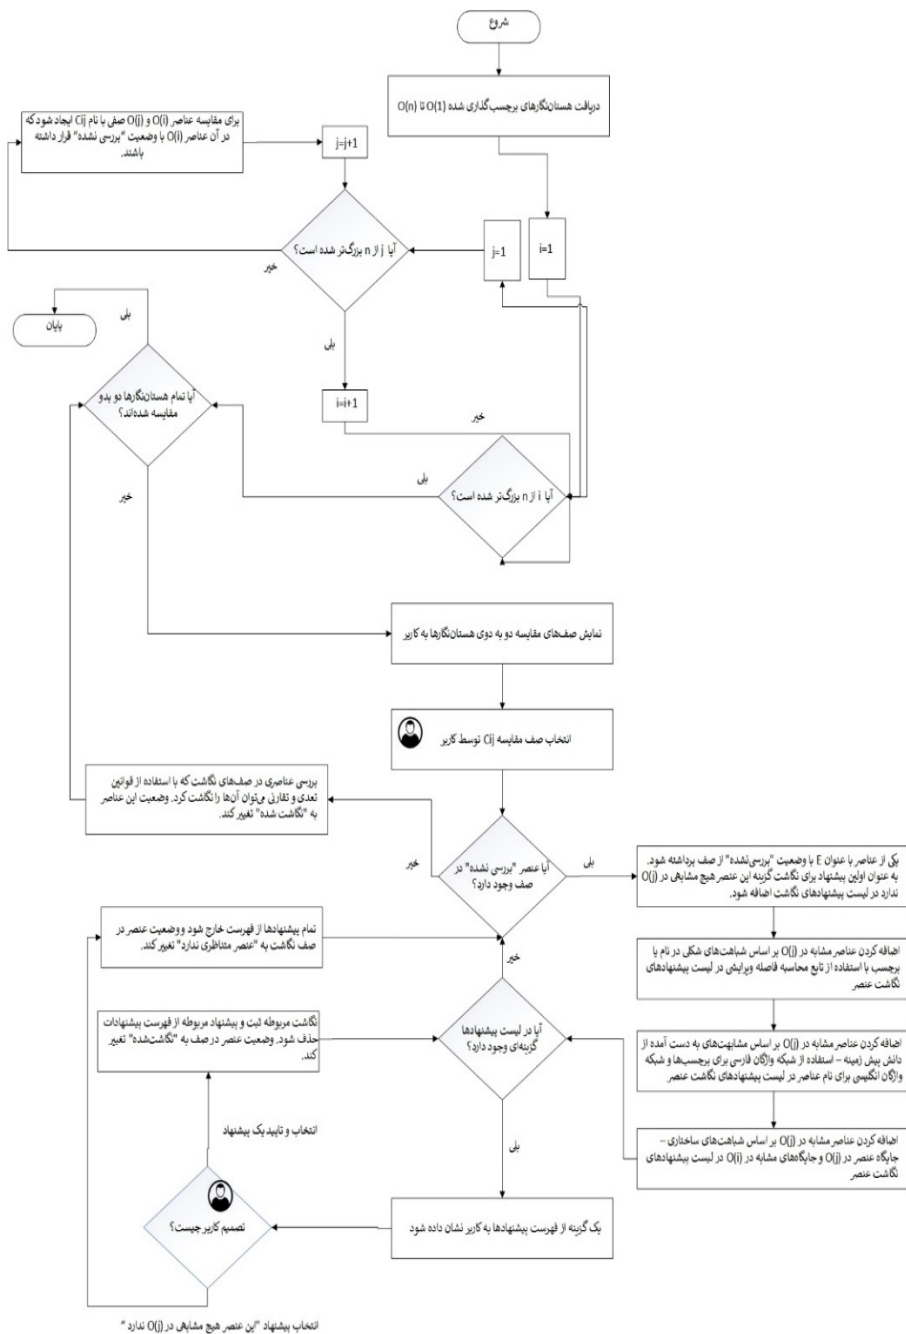 شروع
دریافت هستان‌نگارهای برچسب‌گذاری شده O(1) تا O(n)
برای مقایسه عناصر O(i) و O(j) صفی با نام Cij ایجاد شود که
در آن عناصر O(i) با وضعیت "بررسی نشده" قرار داشته
باشند.
j=j+1
i=1
j=1
آیا j از n بزرگ‌تر شده است؟
خیر
بلی
i=i+1
خیر
آیا i از n بزرگ‌تر شده است؟
بلی
پایان
بلی
آیا تمام هستان‌نگارها دو بدو
مقایسه شده‌اند؟
خیر
نمایش صف‌های مقایسه دو به دوی هستان‌نگارها به کاربر
انتخاب صف مقایسه Cij توسط کاربر
بررسی عناصری در صف‌های نگاشت که با استفاده از قوانین
تعدی و تقارنی می‌توان آن‌ها را نگاشت کرد. وضعیت این عناصر
به "نگاشت شده" تغییر کند.
خیر
آیا عنصر "بررسی نشده" در
صف وجود دارد؟
بلی
یکی از عناصر با عنوان E با وضعیت "بررسی‌نشده" از صف برداشته شود.
به عنوان اولین پیشنهاد برای نگاشت گزینه این عنصر هیچ مشابهی در O(j)
ندارد در لیست پیشنهادهای نگاشت اضافه شود.
اضافه کردن عناصر مشابه در O(j) بر اساس شباهت‌های شکلی در نام یا
برچسب با استفاده از تابع محاسبه فاصله ویرایشی در لیست پیشنهادهای
نگاشت عنصر
اضافه کردن عناصر مشابه در O(j) بر اساس مشابهت‌های به دست آمده از
دانش پیش زمینه – استفاده از شبکه واژگان فارسی برای برچسب‌ها و شبکه
واژگان انگلیسی برای نام عناصر در لیست پیشنهادهای نگاشت عنصر
اضافه کردن عناصر مشابه در O(j) بر اساس شباهت‌های ساختاری –
جایگاه عنصر در O(j) و جایگاه‌های مشابه در O(i) در لیست پیشنهادهای
نگاشت عنصر
تمام پیشنهادها از فهرست خارج شود و وضعیت عنصر در
صف نگاشت به "عنصر متناظری ندارد" تغییر کند.
خیر
آیا در لیست پیشنهادها
گزینه‌ای وجود دارد؟
نگاشت مربوطه ثبت و پیشنهاد مربوطه از فهرست پیشنهادات
حذف شود. وضعیت عنصر در صف به "نگاشت‌شده" تغییر
کند.
انتخاب و تایید یک پیشنهاد
بلی
یک گزینه از فهرست پیشنهادها به کاربر نشان داده شود
تصمیم کاربر چیست؟
انتخاب پیشنهاد "این عنصر هیچ مشابهی در O(j) ندارد "